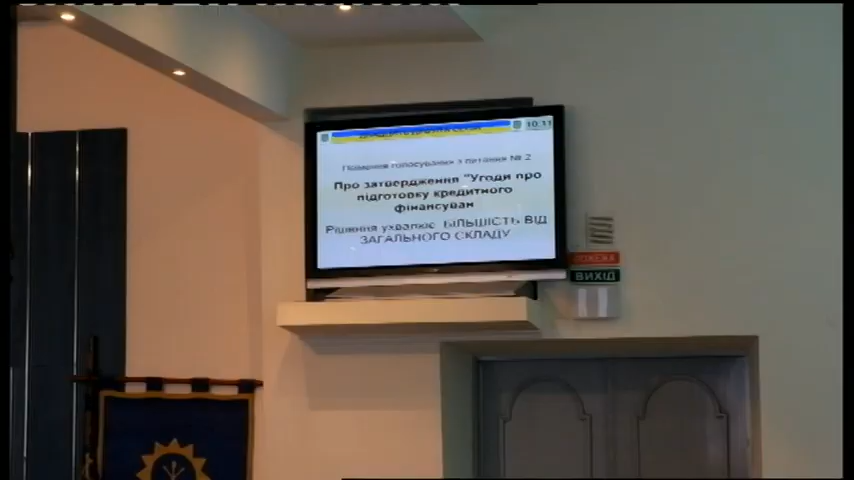 10:11
Поіменне голосування з питання № 2
Про затвердження "Угоди про
підготовку кредитного
фінансуван
Рішення ухвалює: БІЛЬШІСТЬ ВІД
ЗАГАЛЬНОГО СКЛАДУ
ПОЖЕЖА
ВИХІД